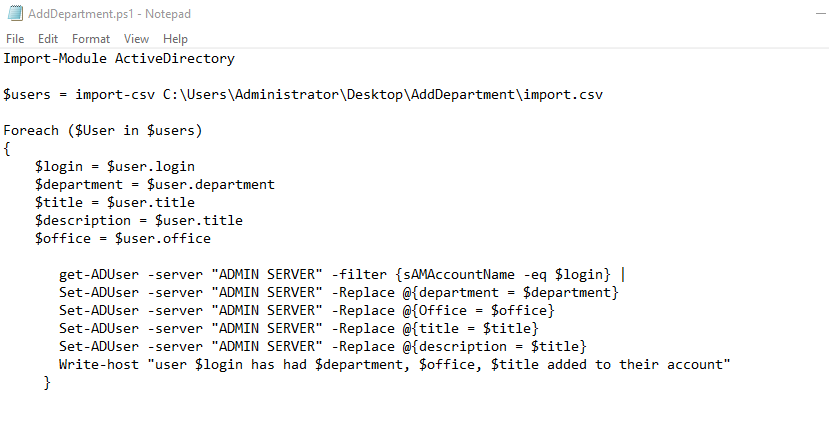 AddDepartment.ps1 - Notepad
File Edit Format View Help
Import-Module ActiveDirectory
$users = import-csv C:\Users\Administrator\Desktop\AddDepartment\import.csv
Foreach ($User in $users)
{
$login = $user.login
$department = $user.department
$title = $user.title
$description = $user.title
$office = $user.office
get-ADUser -server "ADMIN SERVER" -filter {sAMAccountName -eq $login} |
Set-ADUser -server "ADMIN SERVER" -Replace @{department = $department}
Set-ADUser -server "ADMIN SERVER" -Replace @{Office = $office}
Set-ADUser -server "ADMIN SERVER" -Replace @{title = $title}
Set-ADUser -server "ADMIN SERVER" -Replace @{description = $title}
Write-host "user $login has had $department, $office, $title added to their account"
}